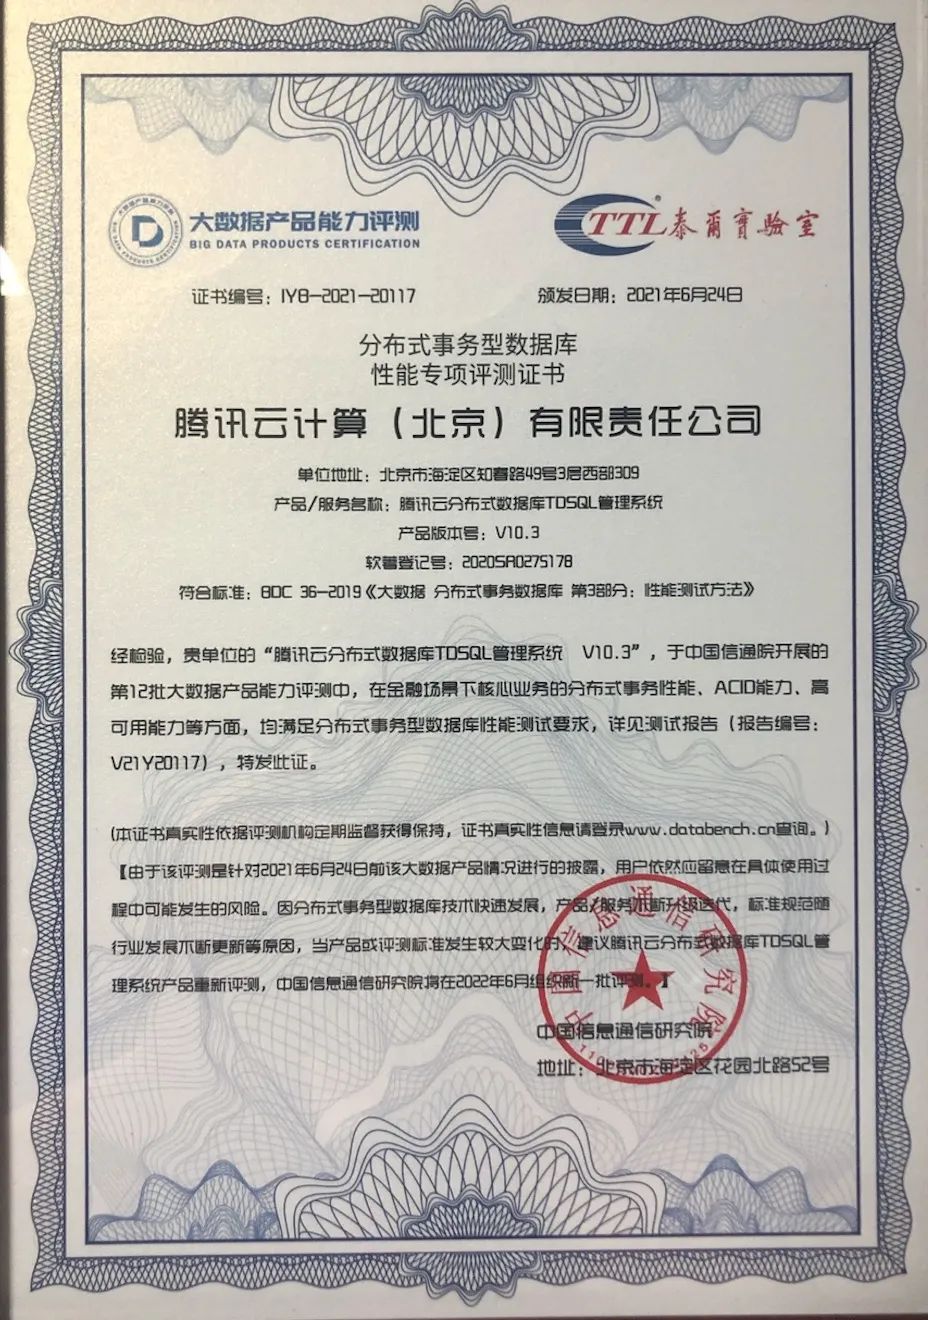 大数据产品能力评测
BIG DATA PRODUCTS CERTIFICATION
TTL泰爾實驗室
证书编号：IYB-2021-20117
颁发日期：2021年6月24日
分布式事务型数据库
性能专项评测证书
腾讯云计算（北京）有限责任公司
单位地址：北京市海淀区知春路49号3层西部309
产品/服务名称：腾讯云分布式数据库TDSQL管理系统
产品版本号：V10.3
软著登记号：2020SR0275178
符合标准：BDC 36-2019《大数据 分布式事务数据库 第3部分：性能测试方法》
经检验，贵单位的“腾讯云分布式数据库TDSQL管理系统 V10.3”，于中国信通院开展的
第12批大数据产品能力评测中，在金融场景下核心业务的分布式事务性能、ACID能力、高
可用能力等方面，均满足分布式事务型数据库性能测试要求，详见测试报告（报告编号：
V21Y20117），特发此证。
(本证书真实性依据评测机构定期监督获得保持，证书真实性信息请登录www.databench.cn查询。)
【由于该评测是针对2021年6月24日前该大数据产品情况进行的披露，用户依然应留意在具体使用过
程中可能发生的风险。因分布式事务型数据库技术快速发展，产品/服务不断升级迭代，标准规范随
行业发展不断更新等原因，当产品或评测标准发生较大变化时，建议腾讯云分布式数据库TDSQL管
理系统产品重新评测，中国信息通信研究院将在2022年6月组织新一批评测。】
中国信息通信研究院
中国信息通信研究院
地址：北京市海淀区花园北路52号